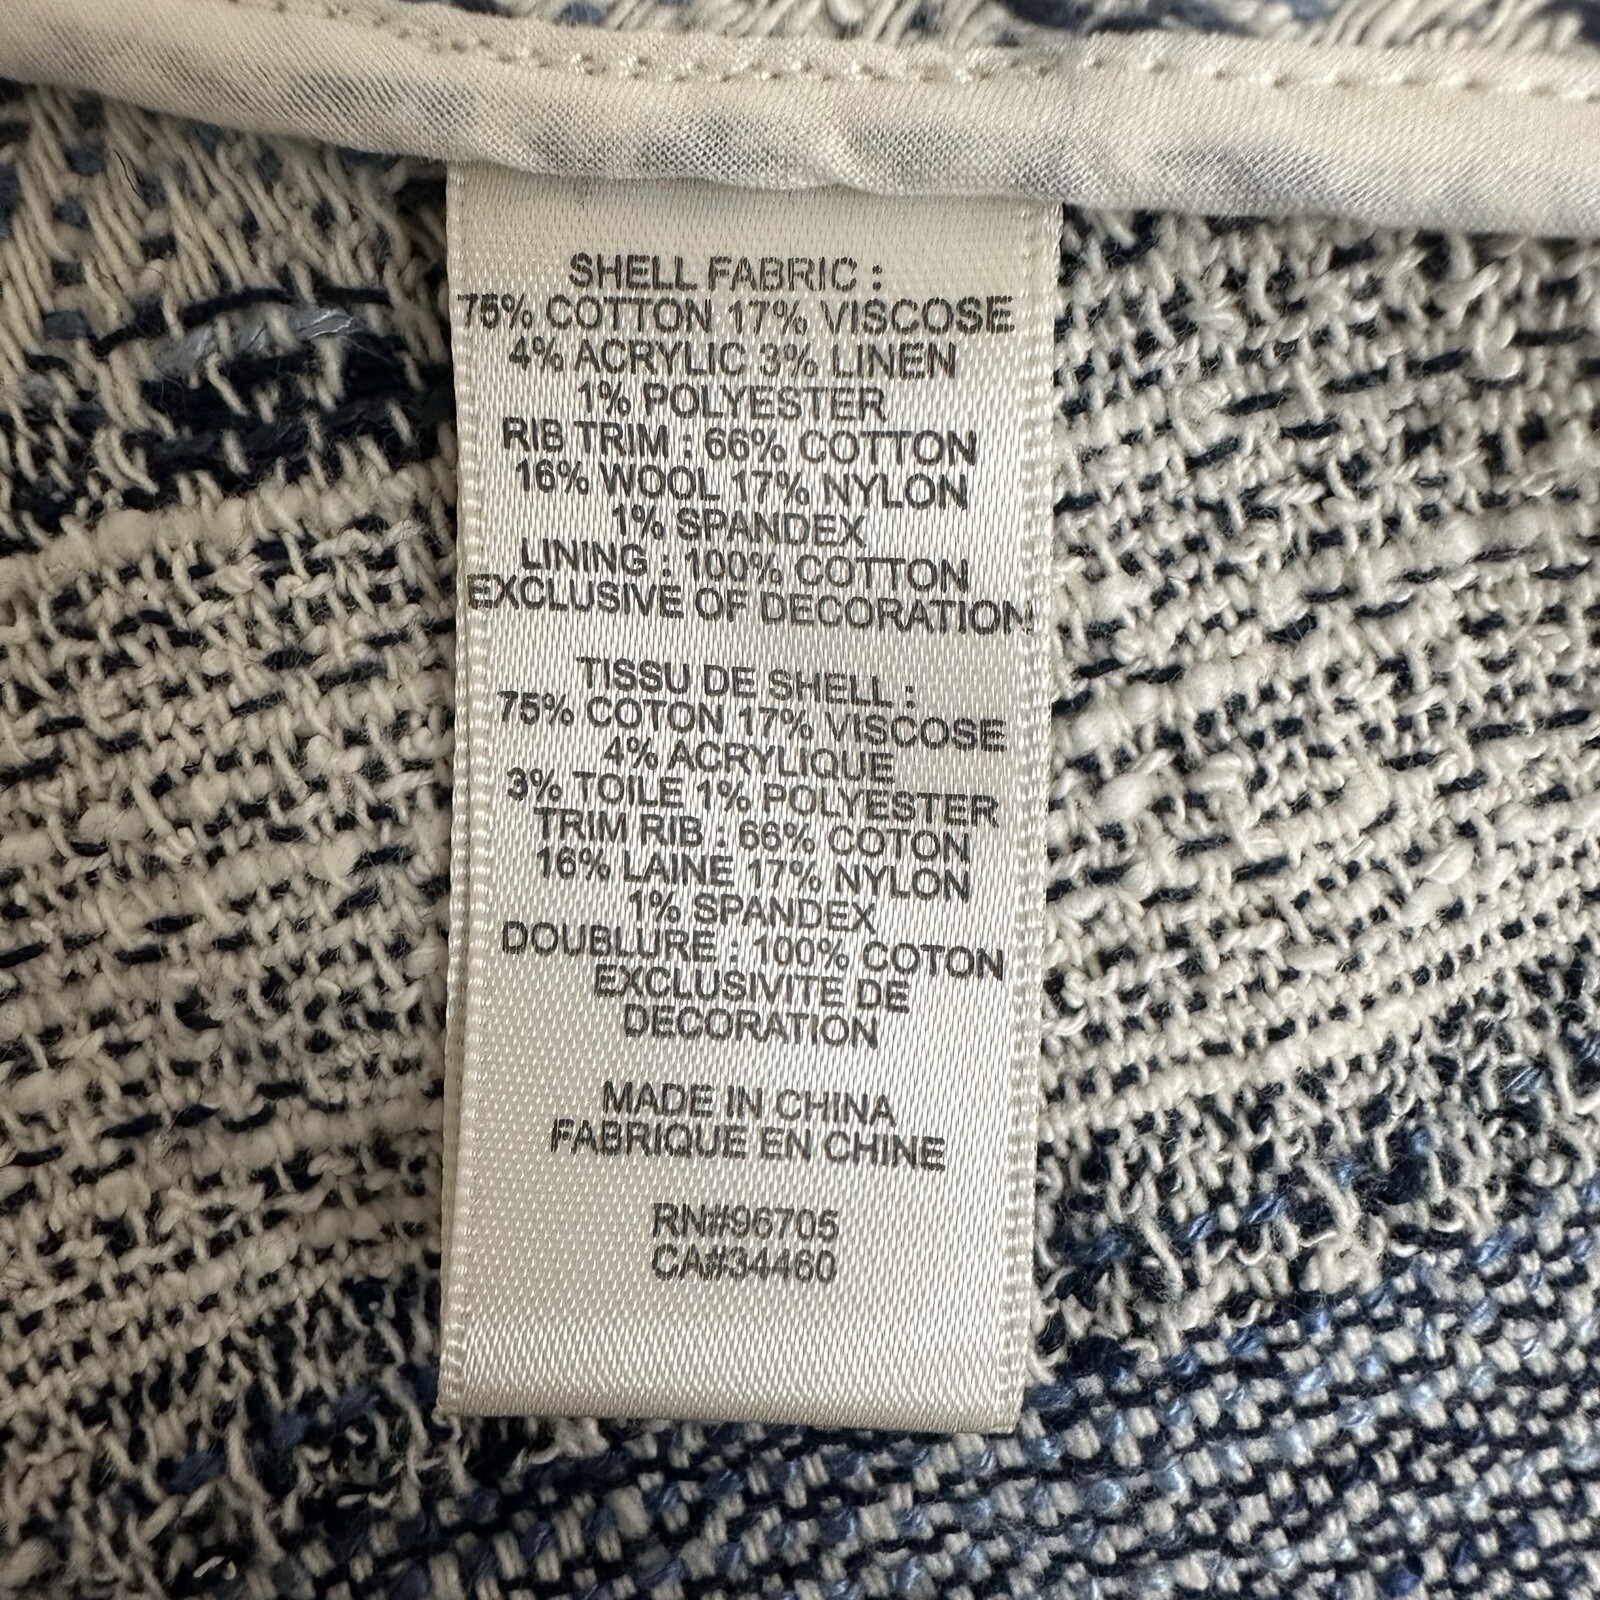 SHELL FABRIC :
75% COTTON 17% VISCOSE
4% ACRYLIC 3% LINEN
1% POLYESTER
RIB TRIM : 66% COTTON
16% WOOL 17% NYLON
1% SPANDEX
LINING : 100% COTTON
EXCLUSIVE OF DECORATION
TISSU DE SHELL :
75% COTON 17% VISCOSE
4% ACRYLIQUE
3% TOILE 1% POLYESTER
TRIM RIB : 66% COTON
16% LAINE 17% NYLON
1% SPANDEX
DOUBLURE : 100% COTON
EXCLUSIVITE DE
DECORATION
MADE IN CHINA
FABRIQUE EN CHINE
RN#96705
CA#34460